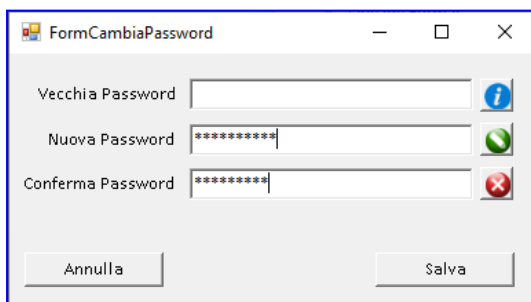 FormCambiaPassword
Vecchia Password
Nuova Password **********
Conferma Password *********
Annulla Salva